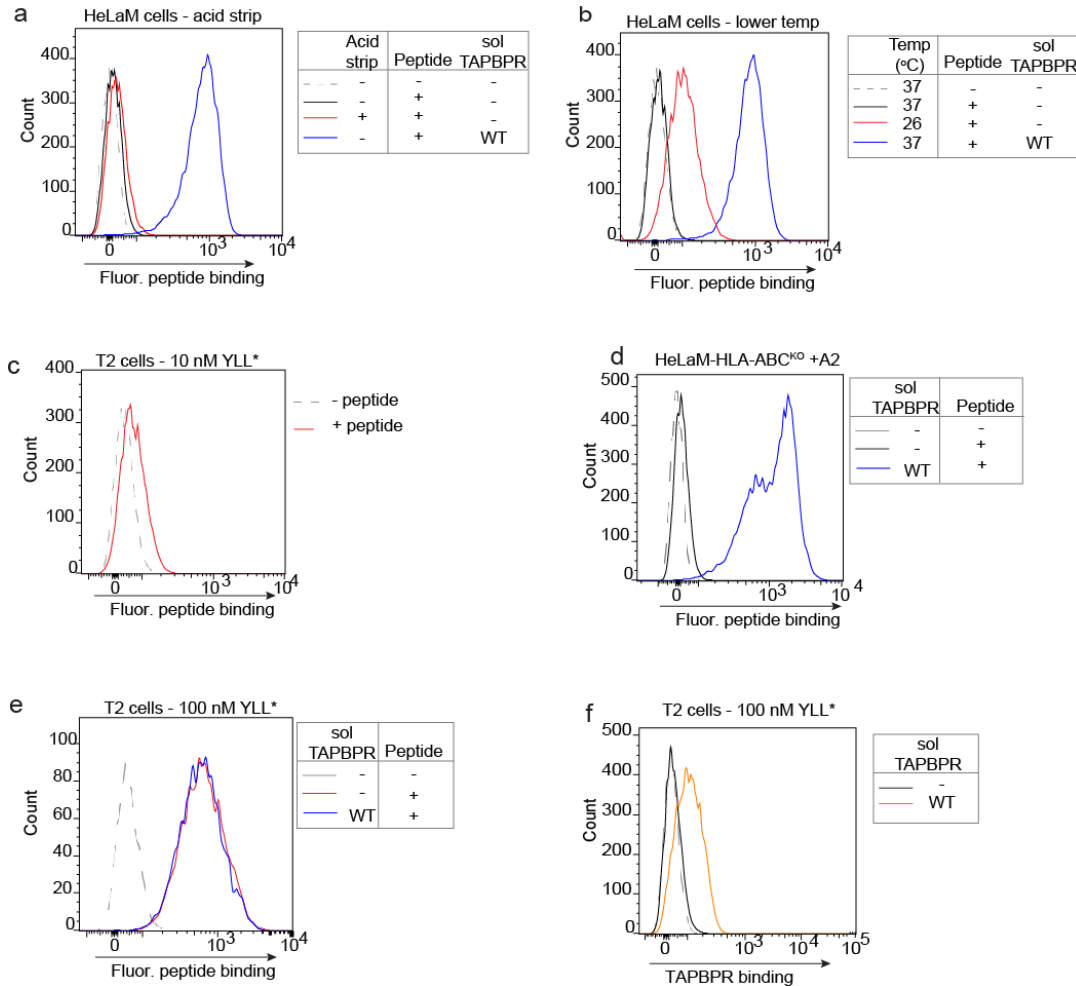 a
HeLaM cells - acid strip
400
300
200
100
0
Count
0 10³ 10⁴
Fluor. peptide binding
Acid strip Peptide sol TAPBPR
- - -
- + -
+ + -
- + WT
b
HeLaM cells - lower temp
400
300
200
100
0
Count
0 10³ 10⁴
Fluor. peptide binding
Temp (ºC) Peptide sol TAPBPR
37 - -
37 + -
26 + -
37 + WT
c
T2 cells - 10 nM YLL*
400
300
200
100
0
Count
0 10³ 10⁴
Fluor. peptide binding
- peptide
+ peptide
d
HeLaM-HLA-ABCᴷᴼ +A2
500
400
300
200
100
0
Count
0 10³ 10⁴
Fluor. peptide binding
sol TAPBPR Peptide
- -
- +
WT +
e
T2 cells - 100 nM YLL*
100
80
60
40
20
0
Count
0 10³ 10⁴
Fluor. peptide binding
sol TAPBPR Peptide
- -
- +
WT +
f
T2 cells - 100 nM YLL*
500
400
300
200
100
0
Count
0 10³ 10⁴ 10⁵
TAPBPR binding
sol TAPBPR
-
WT